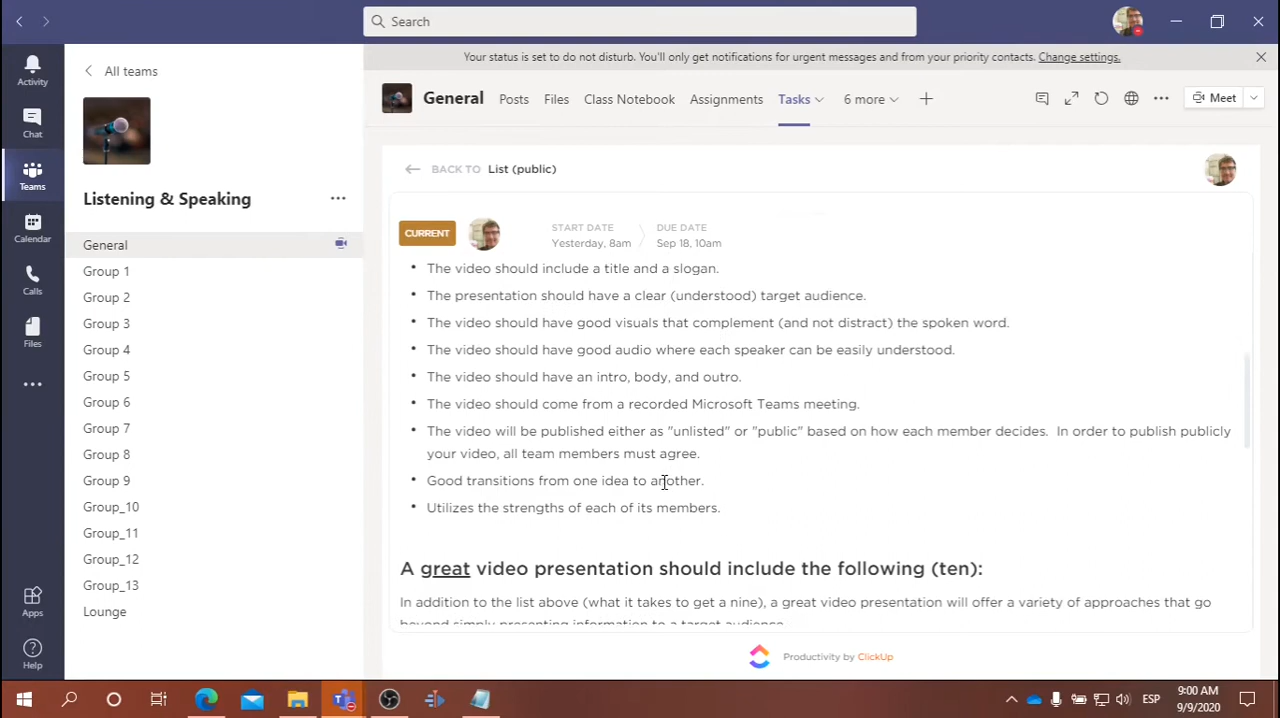 Search
Your status is set to do not disturb. You'll only get notifications for urgent messages and from your priority contacts. Change settings.
Activity
Chat
Teams
Calendar
Calls
Files
Apps
Help
All teams
Listening & Speaking
General
Group 1
Group 2
Group 3
Group 4
Group 5
Group 6
Group 7
Group 8
Group 9
Group_10
Group_11
Group_12
Group_13
Lounge
General Posts Files Class Notebook Assignments Tasks 6 more Meet
BACK TO List (public)
CURRENT
START DATE
Yesterday, 8am
DUE DATE
Sep 18, 10am
• The video should include a title and a slogan.
• The presentation should have a clear (understood) target audience.
• The video should have good visuals that complement (and not distract) the spoken word.
• The video should have good audio where each speaker can be easily understood.
• The video should have an intro, body, and outro.
• The video should come from a recorded Microsoft Teams meeting.
• The video will be published either as "unlisted" or "public" based on how each member decides. In order to publish publicly
your video, all team members must agree.
• Good transitions from one idea to another.
• Utilizes the strengths of each of its members.
A great video presentation should include the following (ten):
In addition to the list above (what it takes to get a nine), a great video presentation will offer a variety of approaches that go
beyond simply presenting information to a target audience.
Productivity by ClickUp
ESP
9:00 AM
9/9/2020